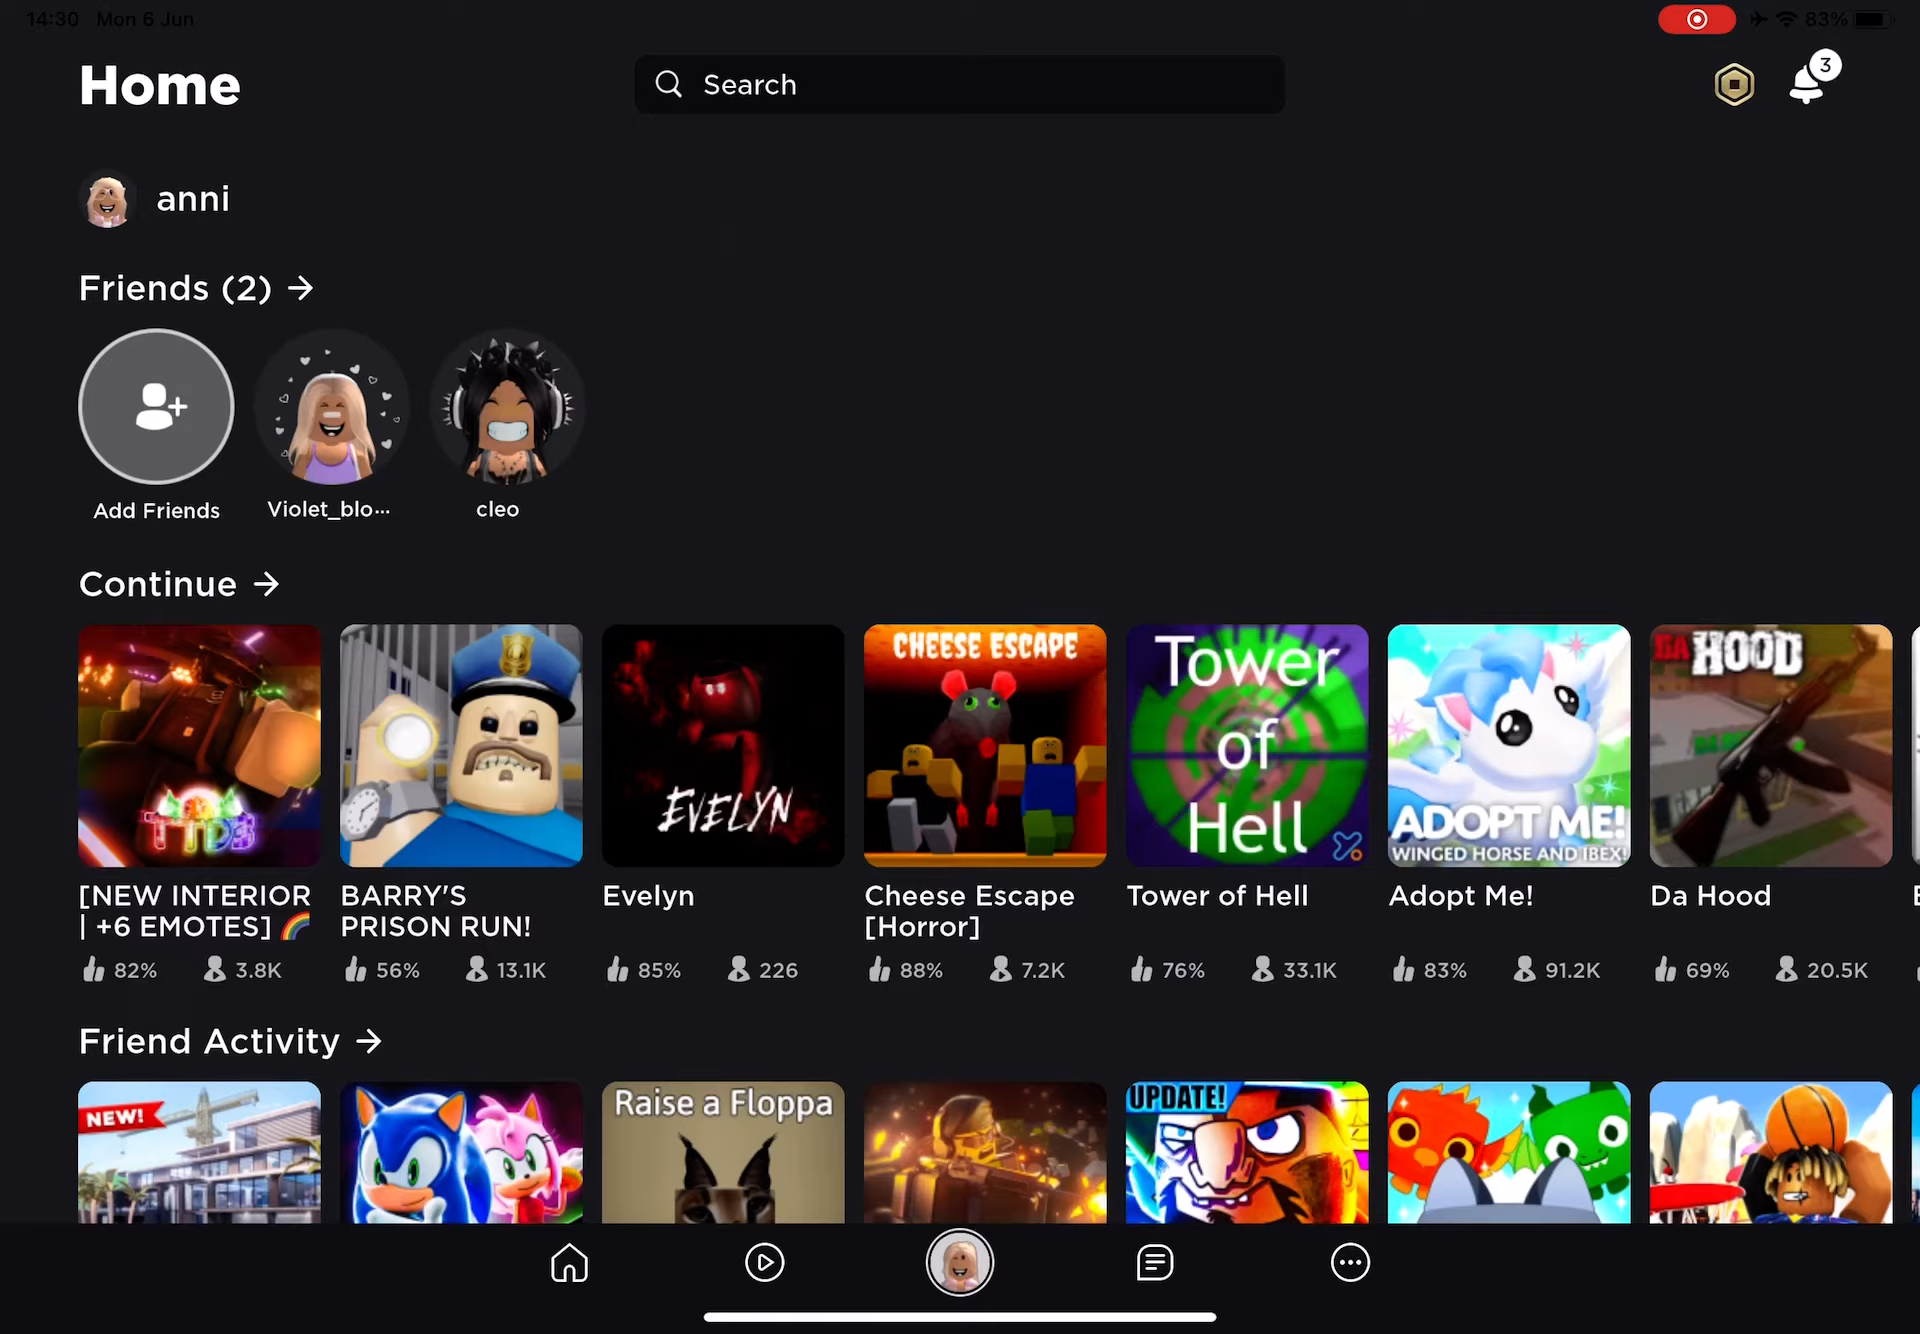 14:30 Mon 6 Jun
83%
Home
Search
3
anni
Friends (2) →
Add Friends
Violet_blo...
cleo
Continue →
TTD3
EVELYN
CHEESE ESCAPE
Tower
of
Hell
ADOPT ME!
WINGED HORSE AND IBEX!
DA HOOD
[NEW INTERIOR
| +6 EMOTES] 🌈
BARRY'S
PRISON RUN!
Evelyn
Cheese Escape
[Horror]
Tower of Hell
Adopt Me!
Da Hood
82% 3.8K
56% 13.1K
85% 226
88% 7.2K
76% 33.1K
83% 91.2K
69% 20.5K
Friend Activity →
NEW!
Raise a Floppa
UPDATE!